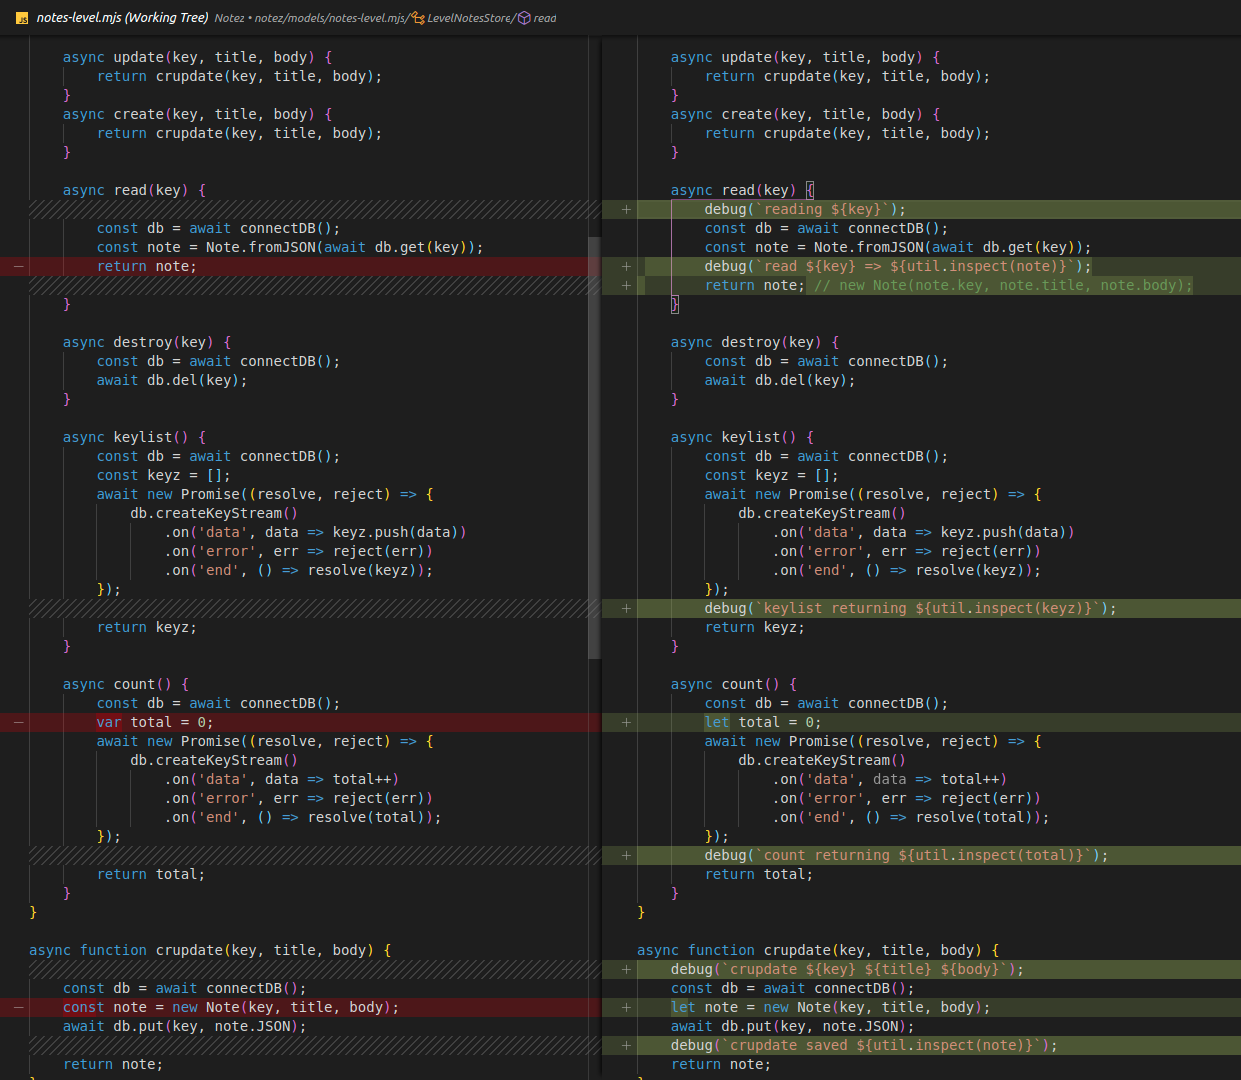 JS notes-level.mjs (Working Tree) Notez • notez/models/notes-level.mjs/ LevelNotesStore/ read
    async update(key, title, body) {
        return crupdate(key, title, body);
    }
    async create(key, title, body) {
        return crupdate(key, title, body);
    }
    async read(key) {
        const db = await connectDB();
        const note = Note.fromJSON(await db.get(key));
—        return note;
    }
    async destroy(key) {
        const db = await connectDB();
        await db.del(key);
    }
    async keylist() {
        const db = await connectDB();
        const keyz = [];
        await new Promise((resolve, reject) => {
            db.createKeyStream()
                .on('data', data => keyz.push(data))
                .on('error', err => reject(err))
                .on('end', () => resolve(keyz));
        });
        return keyz;
    }
    async count() {
        const db = await connectDB();
—        var total = 0;
        await new Promise((resolve, reject) => {
            db.createKeyStream()
                .on('data', data => total++)
                .on('error', err => reject(err))
                .on('end', () => resolve(total));
        });
        return total;
    }
}
async function crupdate(key, title, body) {
    const db = await connectDB();
—    const note = new Note(key, title, body);
    await db.put(key, note.JSON);
    return note;
    async update(key, title, body) {
        return crupdate(key, title, body);
    }
    async create(key, title, body) {
        return crupdate(key, title, body);
    }
    async read(key) {
+        debug(`reading ${key}`);
        const db = await connectDB();
        const note = Note.fromJSON(await db.get(key));
+        debug(`read ${key} => ${util.inspect(note)}`);
+        return note; // new Note(note.key, note.title, note.body);
    }
    async destroy(key) {
        const db = await connectDB();
        await db.del(key);
    }
    async keylist() {
        const db = await connectDB();
        const keyz = [];
        await new Promise((resolve, reject) => {
            db.createKeyStream()
                .on('data', data => keyz.push(data))
                .on('error', err => reject(err))
                .on('end', () => resolve(keyz));
        });
+        debug(`keylist returning ${util.inspect(keyz)}`);
        return keyz;
    }
    async count() {
        const db = await connectDB();
+        let total = 0;
        await new Promise((resolve, reject) => {
            db.createKeyStream()
                .on('data', data => total++)
                .on('error', err => reject(err))
                .on('end', () => resolve(total));
        });
+        debug(`count returning ${util.inspect(total)}`);
        return total;
    }
}
async function crupdate(key, title, body) {
+    debug(`crupdate ${key} ${title} ${body}`);
    const db = await connectDB();
+    let note = new Note(key, title, body);
    await db.put(key, note.JSON);
+    debug(`crupdate saved ${util.inspect(note)}`);
    return note;